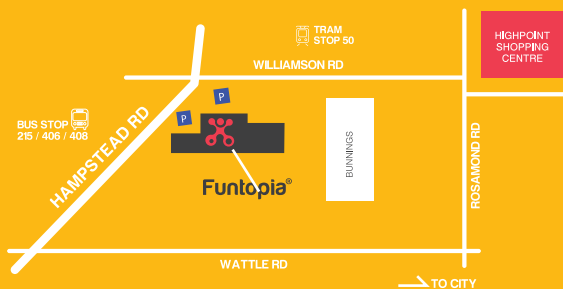 TRAM
STOP 50
HIGHPOINT
SHOPPING
CENTRE
WILLIAMSON RD
P
P
BUS STOP
215 / 406 / 408
HAMPSTEAD RD
BUNNINGS
ROSAMOND RD
Funtopia®
WATTLE RD
TO CITY